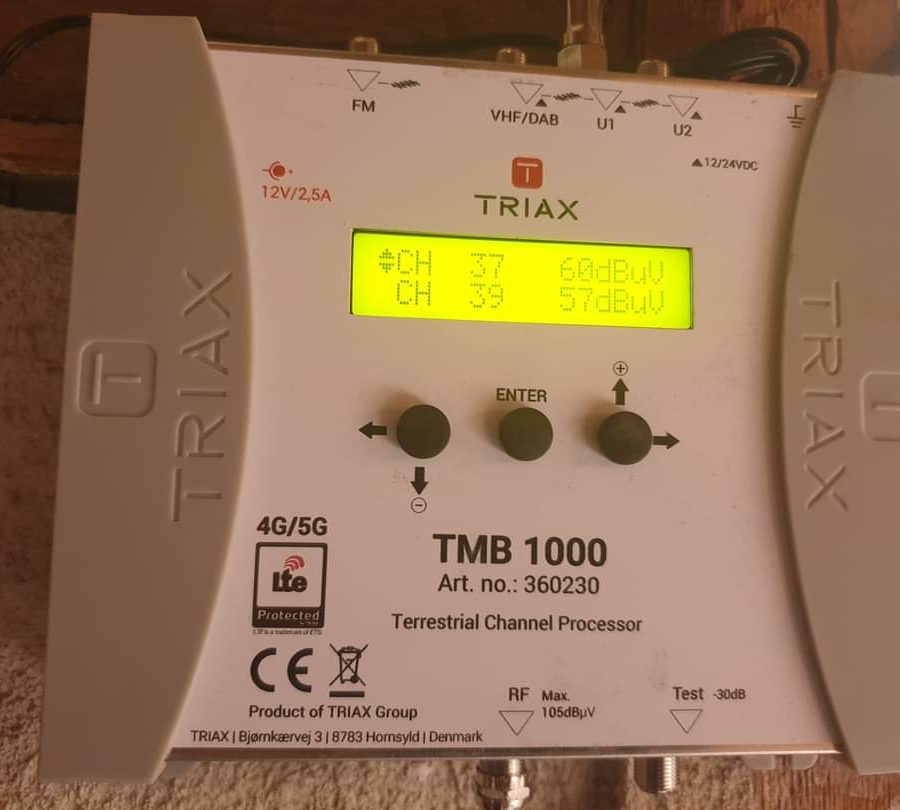 FM
VHF/DAB
U1
U2
12/24VDC
12V/2,5A
T
TRIAX
CH 37 60dBuV
CH 39 57dBuV
T TRIAX
TRIAX
ENTER
4G/5G
Lte
Protected
TMB 1000
Art. no.: 360230
Terrestrial Channel Processor
CE
Product of TRIAX Group
TRIAX | Bjørnkærvej 3 | 8783 Hornsyld | Denmark
RF Max.
105dBµV
Test -30dB